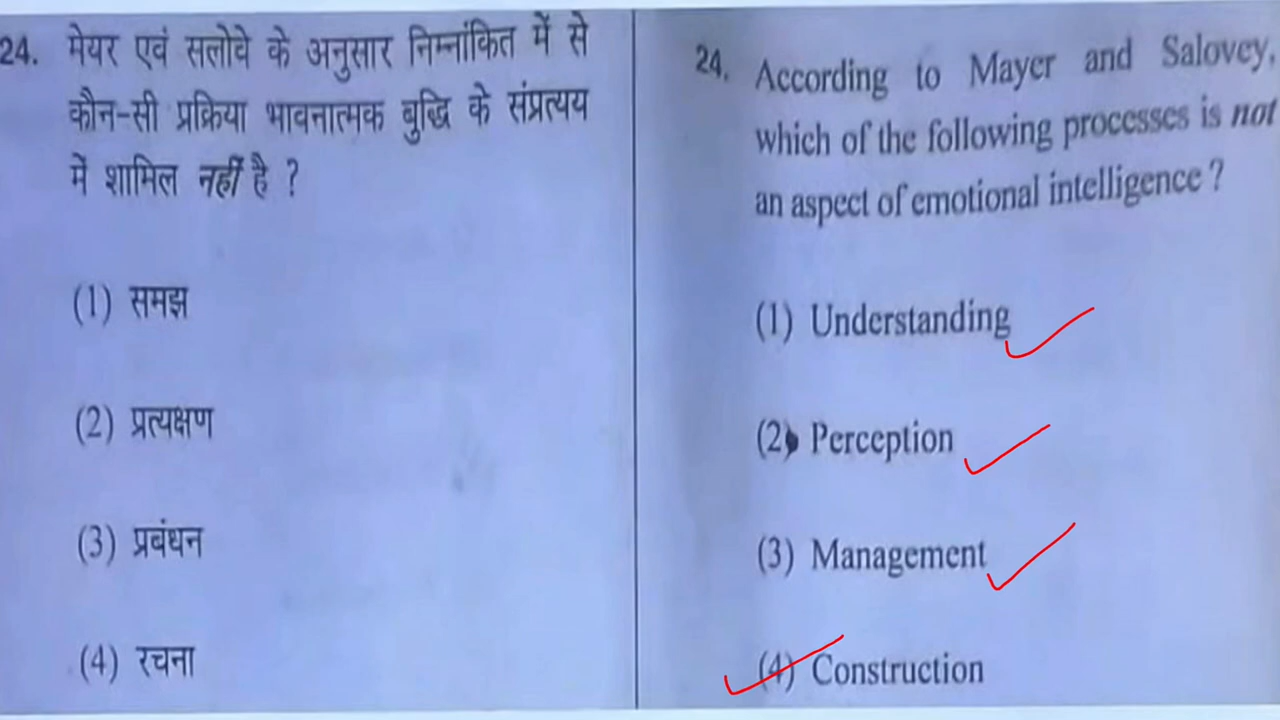 24. मेयर एवं सलोवे के अनुसार निम्नांकित में से
कौन-सी प्रक्रिया भावनात्मक बुद्धि के संप्रत्यय
में शामिल नहीं है ?
(1) समझ
(2) प्रत्यक्षण
(3) प्रबंधन
(4) रचना
24. According to Mayer and Salovey,
which of the following processes is not
an aspect of emotional intelligence ?
(1) Understanding
(2) Perception
(3) Management
(4) Construction